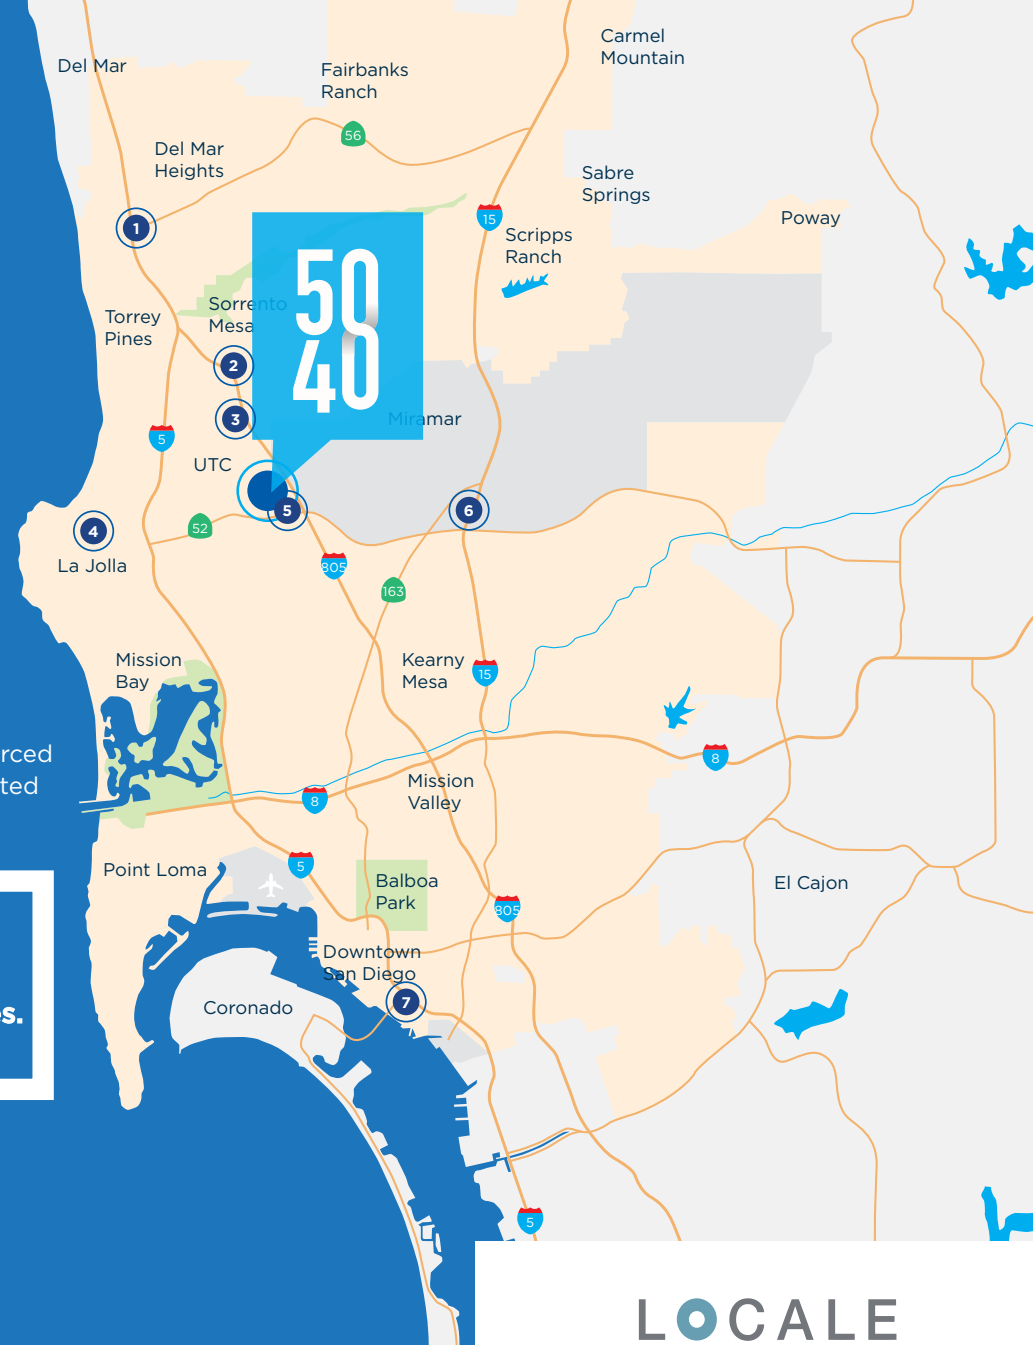 Carmel
Mountain
Del Mar
Fairbanks
Ranch
56
Del Mar
Heights
Sabre
Springs
15
Poway
1
Scripps
Ranch
50
40
Sorrento
Mesa
Torrey
Pines
2
3
Miramar
5
UTC
5
6
4
52
La Jolla
805
163
Mission
Bay
Kearny
Mesa
15
rced
ted
8
Mission
Valley
8
Point Loma
5
Balboa
Park
El Cajon
805
Downtown
San Diego
7
Coronado
s.
5
LOCALE